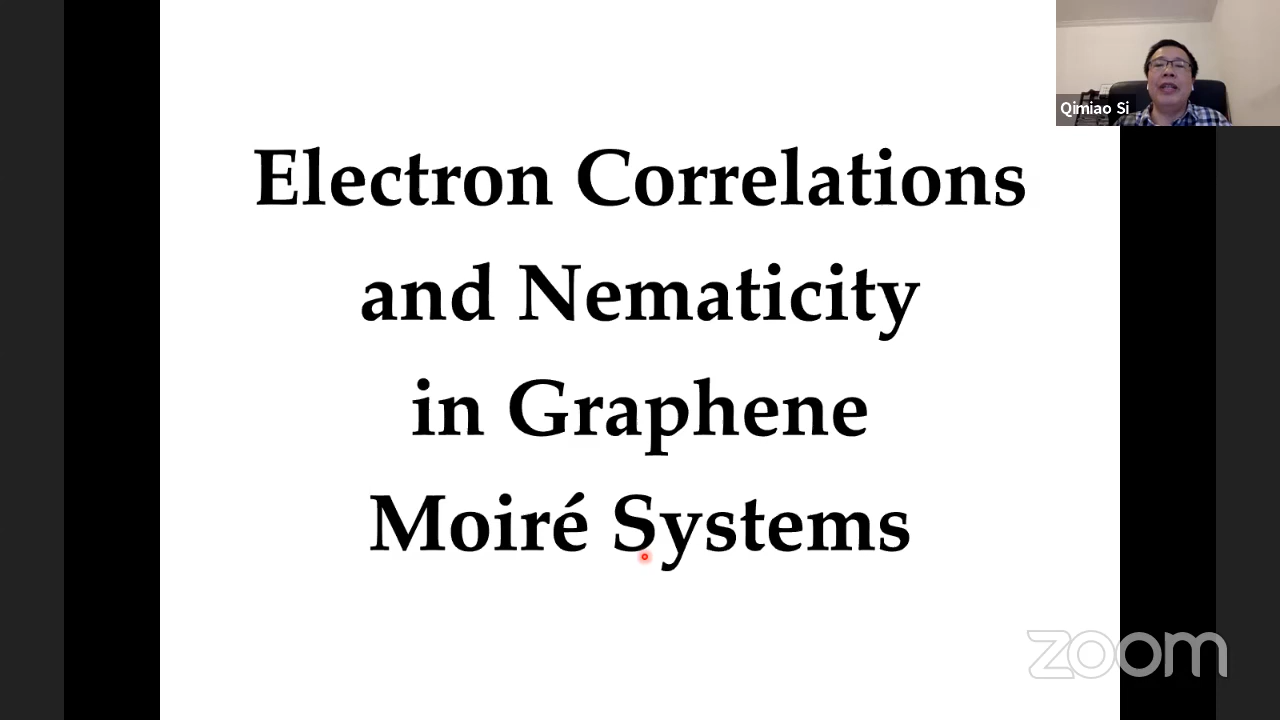 Electron Correlations
and Nematicity
in Graphene
Moiré Systems
Qimiao Si
zoom